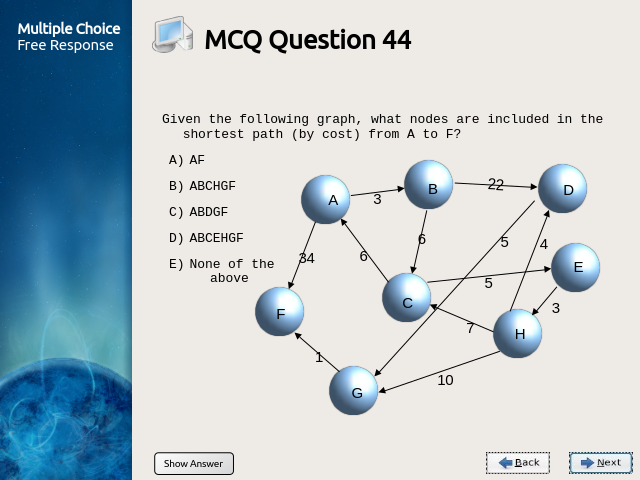 Multiple Choice
Free Response
MCQ Question 44
Given the following graph, what nodes are included in the
shortest path (by cost) from A to F?
A) AF
B) ABCHGF
C) ABDGF
D) ABCEHGF
E) None of the
above
A
B
D
E
C
F
H
G
3
22
6
6
34
5
4
5
3
7
1
10
Show Answer
Back
Next